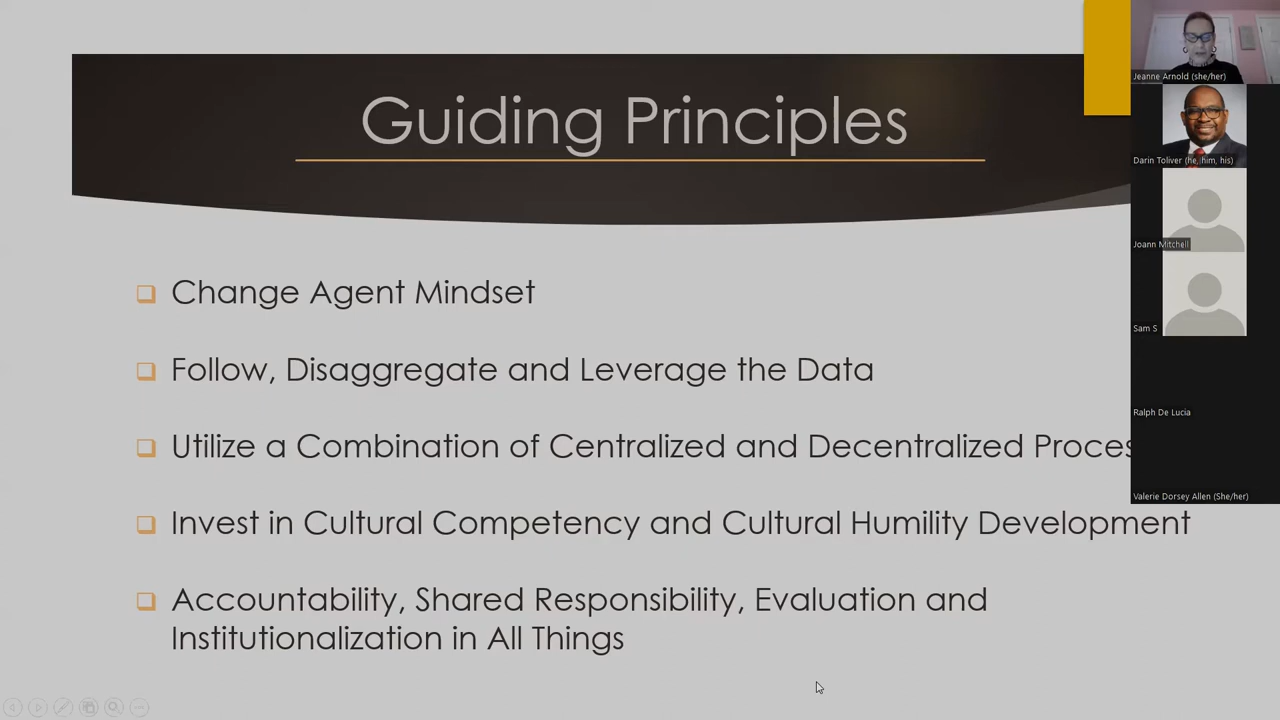 Guiding Principles
Change Agent Mindset
Follow, Disaggregate and Leverage the Data
Utilize a Combination of Centralized and Decentralized Proces
Invest in Cultural Competency and Cultural Humility Development
Accountability, Shared Responsibility, Evaluation and
Institutionalization in All Things
Jeanne Arnold (she/her)
Darin Toliver (he, him, his)
Joann Mitchell
Sam S
Ralph De Lucia
Valerie Dorsey Allen (She/her)